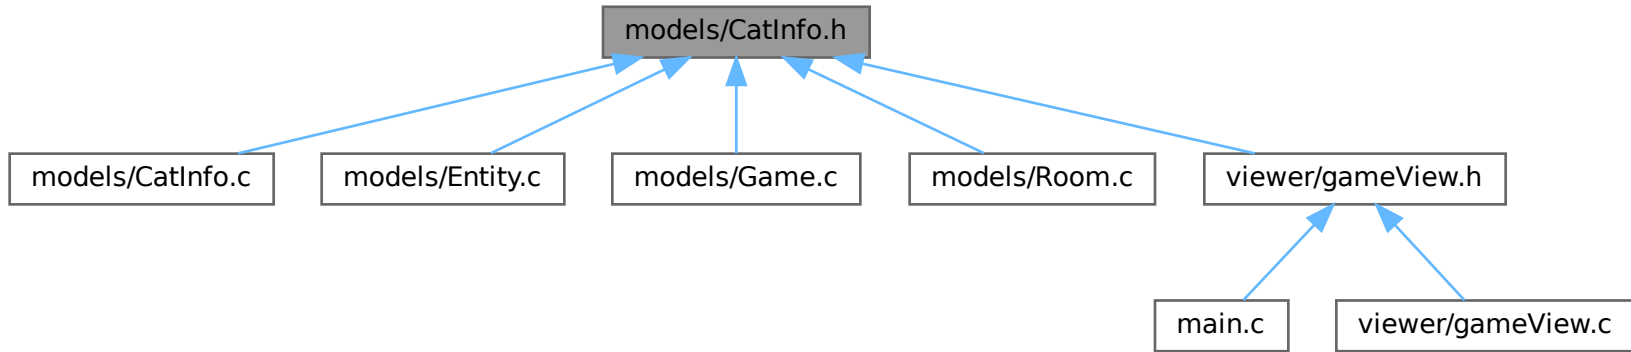 models/CatInfo.h
models/CatInfo.c
models/Entity.c
models/Game.c
models/Room.c
viewer/gameView.h
main.c
viewer/gameView.c